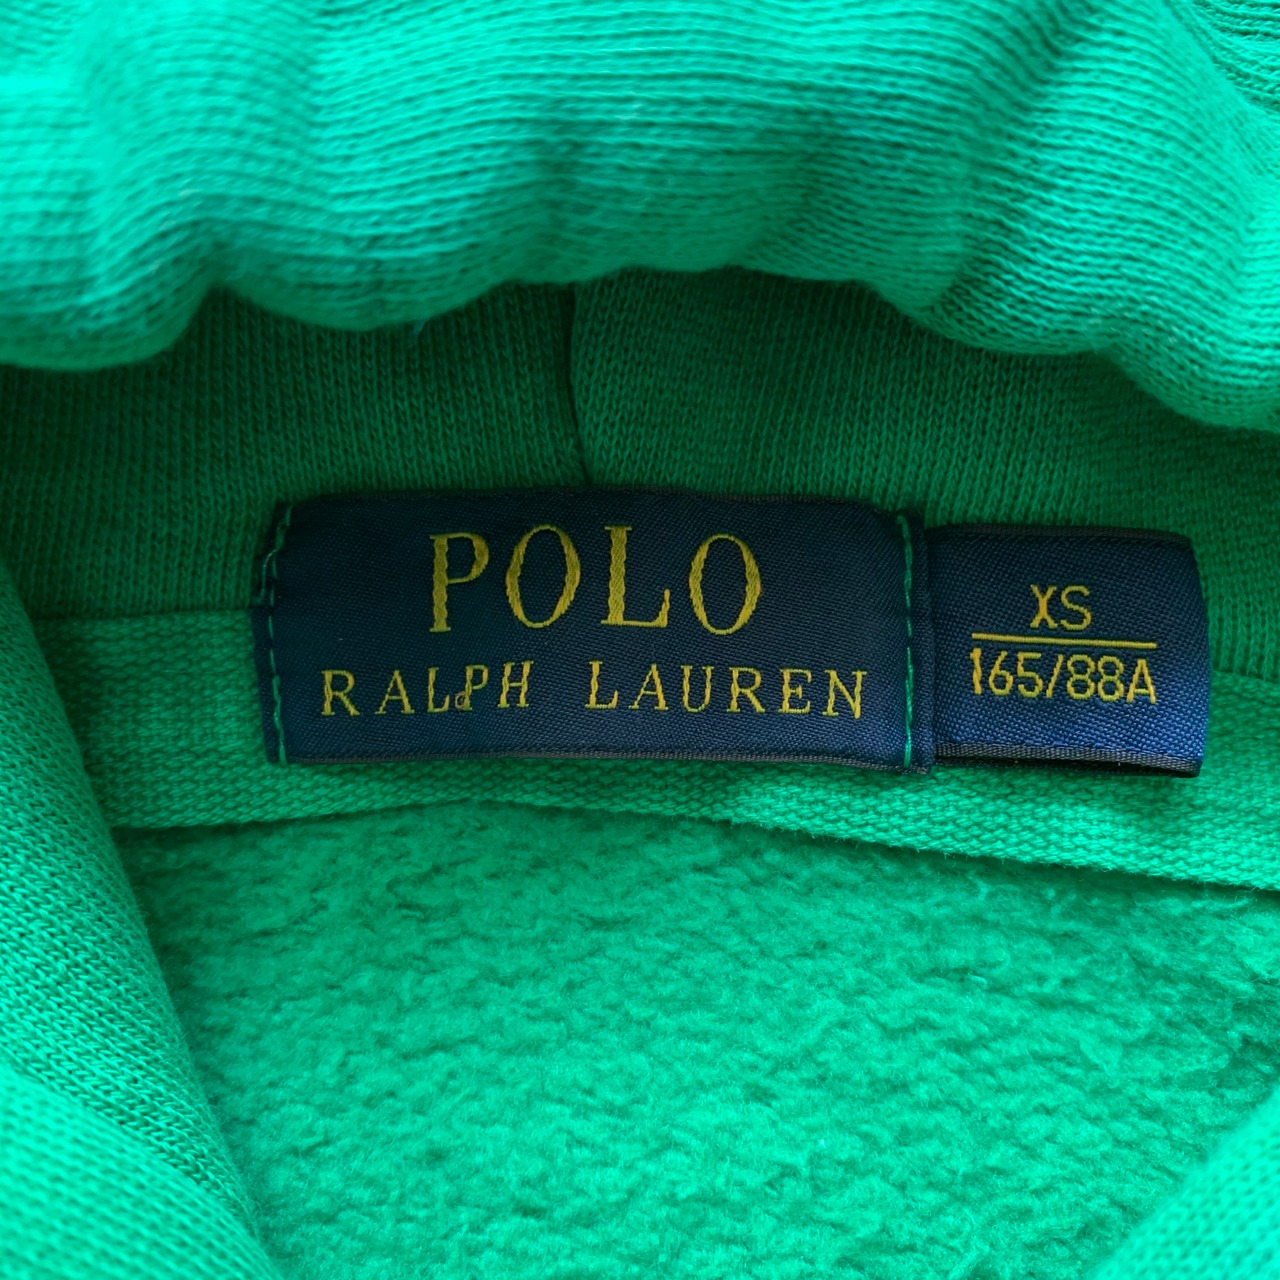 POLO
RALPH LAUREN
XS
165/88A